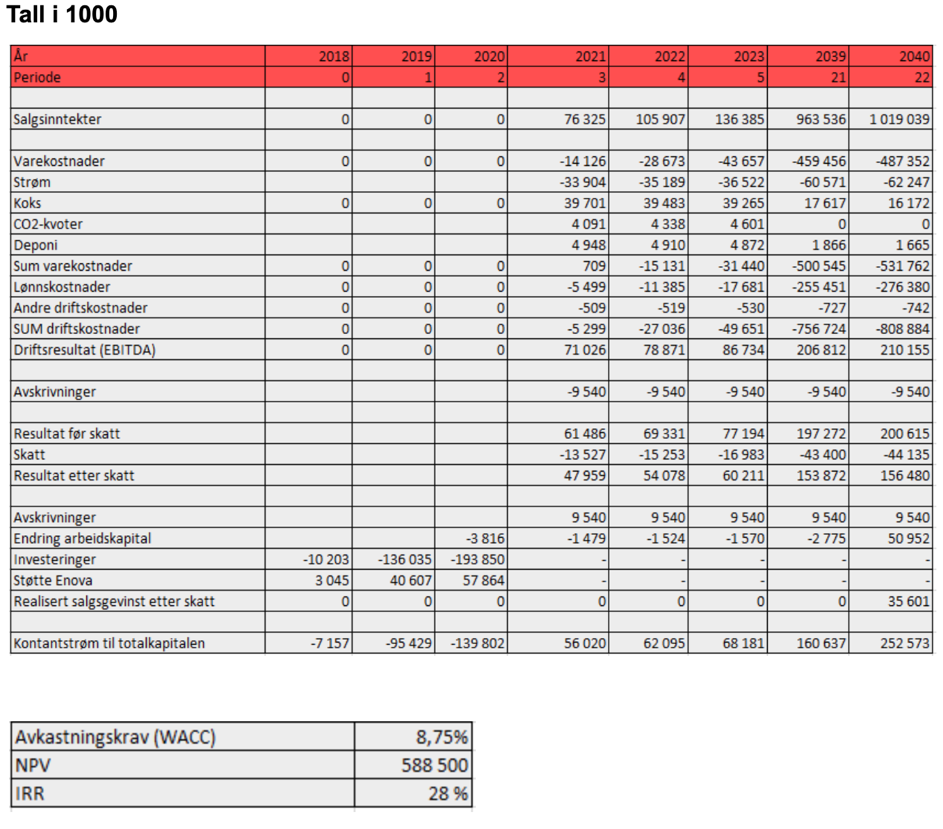 Tall i 1000
År 2018 2019 2020 2021 2022 2023 2039 2040
Periode 0 1 2 3 4 5 21 22
Salgsinntekter 0 0 0 76 325 105 907 136 385 963 536 1 019 039
Varekostnader 0 0 0 -14 126 -28 673 -43 657 -459 456 -487 352
Strøm -33 904 -35 189 -36 522 -60 571 -62 247
Koks 0 0 0 39 701 39 483 39 265 17 617 16 172
CO2-kvoter 4 091 4 338 4 601 0 0
Deponi 4 948 4 910 4 872 1 866 1 665
Sum varekostnader 0 0 0 709 -15 131 -31 440 -500 545 -531 762
Lønnskostnader 0 0 0 -5 499 -11 385 -17 681 -255 451 -276 380
Andre driftskostnader 0 0 0 -509 -519 -530 -727 -742
SUM driftskostnader 0 0 0 -5 299 -27 036 -49 651 -756 724 -808 884
Driftsresultat (EBITDA) 0 0 0 71 026 78 871 86 734 206 812 210 155
Avskrivninger -9 540 -9 540 -9 540 -9 540 -9 540
Resultat før skatt 61 486 69 331 77 194 197 272 200 615
Skatt -13 527 -15 253 -16 983 -43 400 -44 135
Resultat etter skatt 47 959 54 078 60 211 153 872 156 480
Avskrivninger 9 540 9 540 9 540 9 540 9 540
Endring arbeidskapital -3 816 -1 479 -1 524 -1 570 -2 775 50 952
Investeringer -10 203 -136 035 -193 850 - - - - -
Støtte Enova 3 045 40 607 57 864 - - - - -
Realisert salgsgevinst etter skatt 0 0 0 0 0 0 0 35 601
Kontantstrøm til totalkapitalen -7 157 -95 429 -139 802 56 020 62 095 68 181 160 637 252 573
Avkastningskrav (WACC) 8,75%
NPV 588 500
IRR 28 %